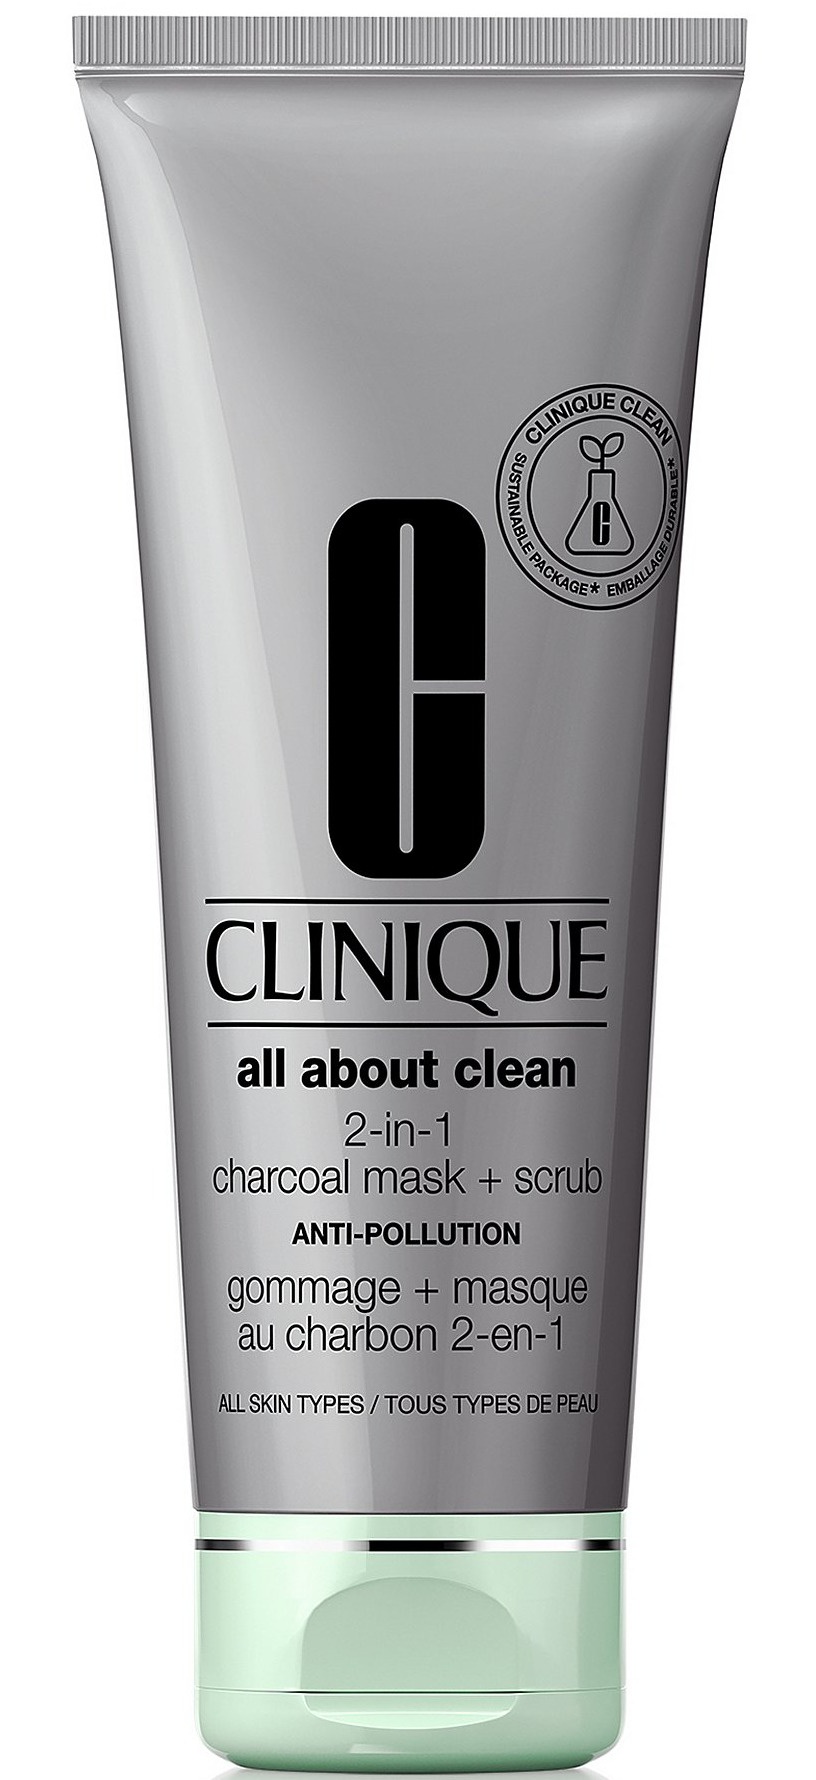 CLINIQUE CLEAN
SUSTAINABLE PACKAGE* EMBALLAGE DURABLE*
C
C
CLINIQUE
all about clean
2-in-1
charcoal mask + scrub
ANTI-POLLUTION
gommage + masque
au charbon 2-en-1
ALL SKIN TYPES / TOUS TYPES DE PEAU